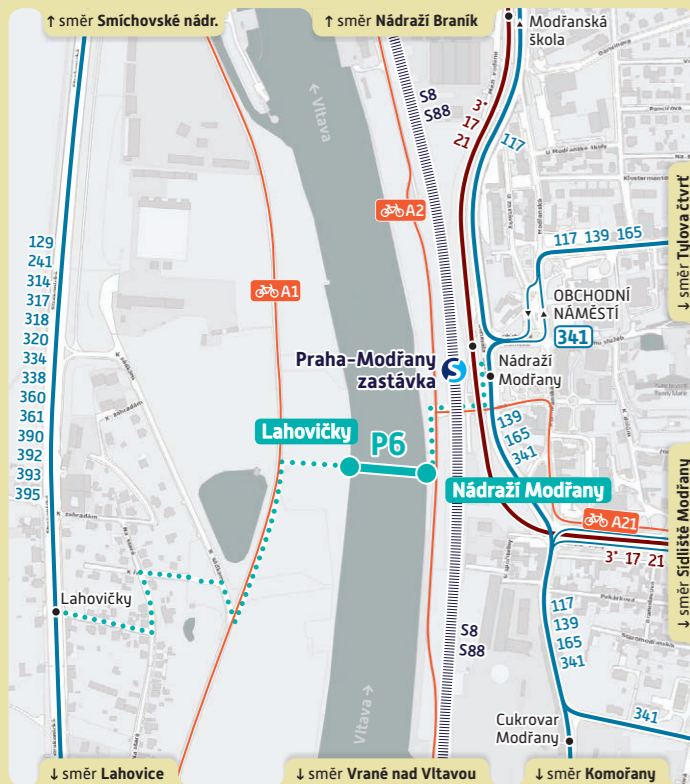 ↑ směr Smíchovské nádr.
↑ směr Nádraží Braník
Modřanská
škola
← Vltava
S8
S88
3*
17
21
117
A2
↓ směr Tylova čtvrť
117 139 165
129
241
314
317
318
320
334
338
360
361
390
392
393
395
A1
OBCHODNÍ
NÁMĚSTÍ
341
Praha-Modřany
zastávka
S
Nádraží
Modřany
K zahradám
Lahovičky
P6
Nádraží Modřany
139
165
341
A21
3* 17 21
↓ směr Sídliště Modřany
K zahradám
Lahovičky
117
139
165
341
S8
S88
Vltava →
Cukrovar
Modřany
341
↓ směr Lahovice
↓ směr Vrané nad Vltavou
↓ směr Komořany